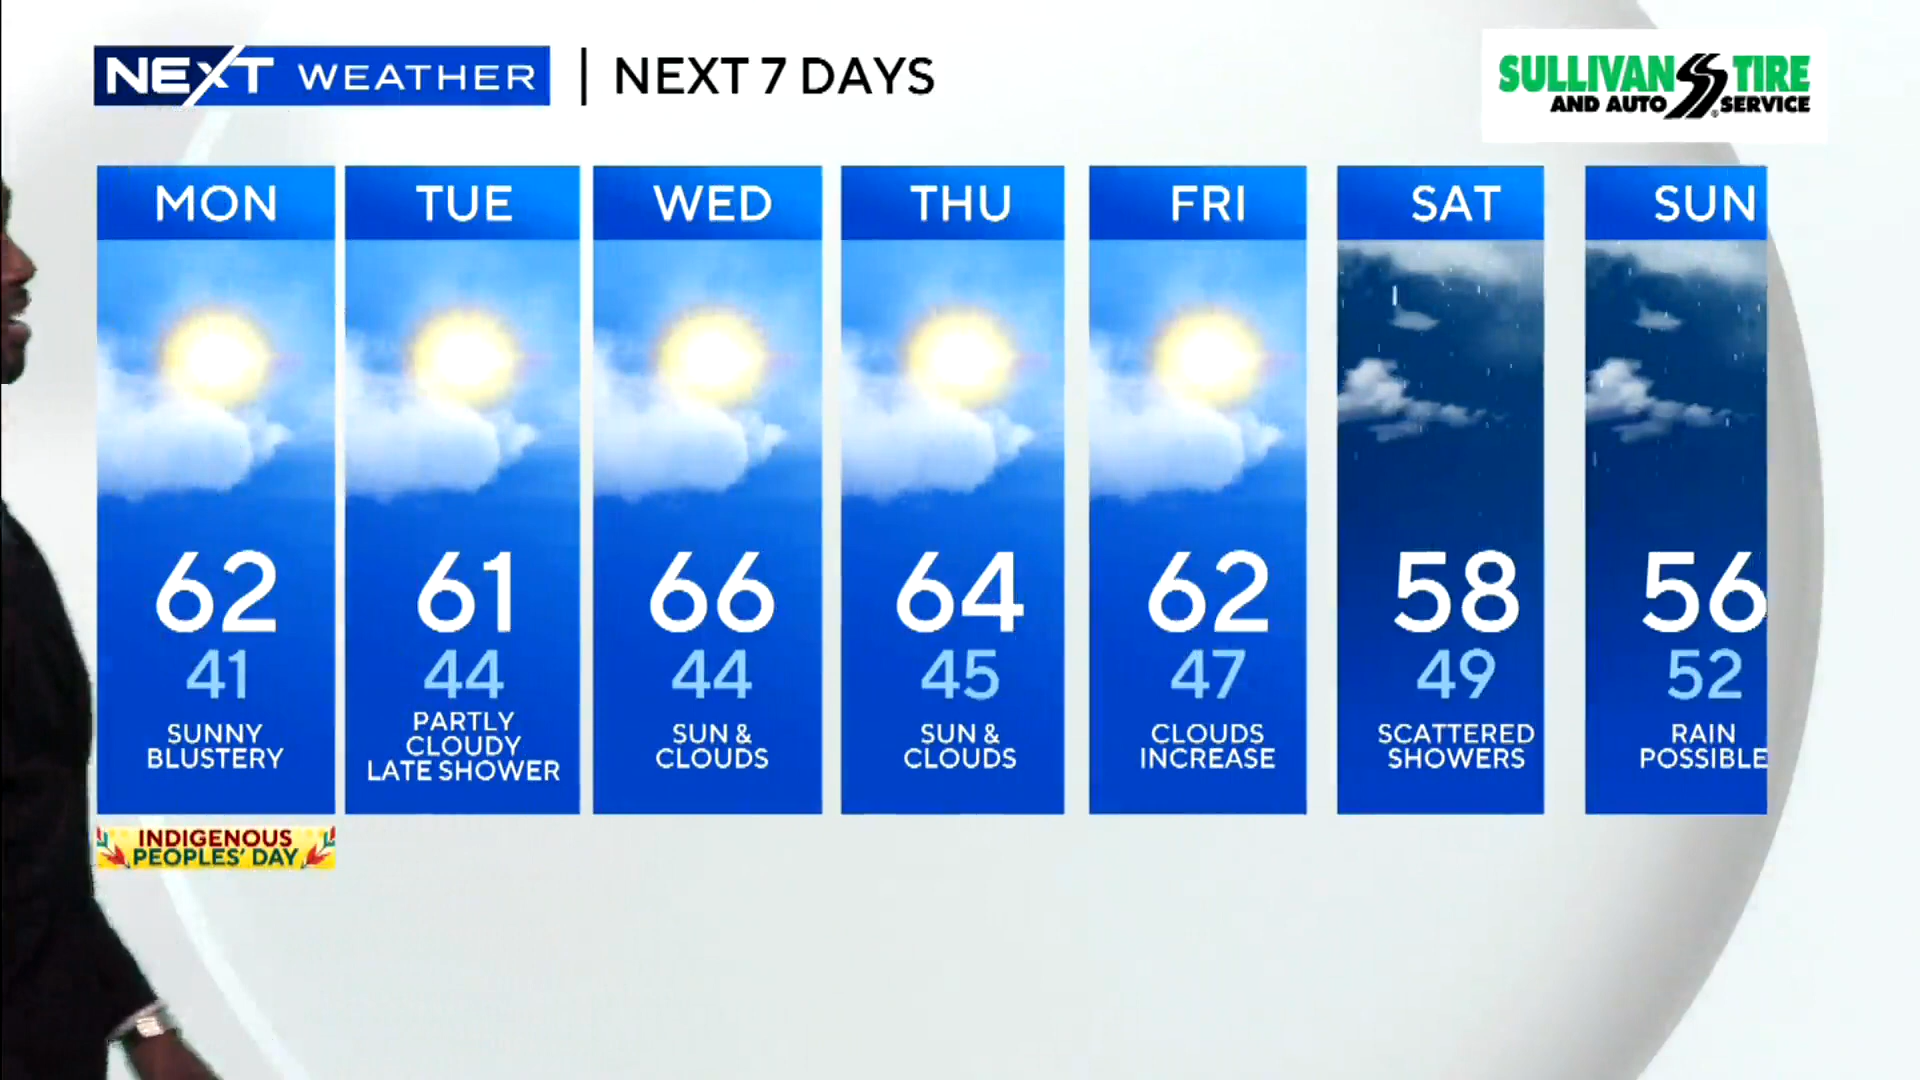 NEXT WEATHER | NEXT 7 DAYS
SULLIVAN TIRE
AND AUTO SERVICE
MON
62
41
SUNNY
BLUSTERY
INDIGENOUS
PEOPLES' DAY
TUE
61
44
PARTLY
CLOUDY
LATE SHOWER
WED
66
44
SUN &
CLOUDS
THU
64
45
SUN &
CLOUDS
FRI
62
47
CLOUDS
INCREASE
SAT
58
49
SCATTERED
SHOWERS
SUN
56
52
RAIN
POSSIBLE